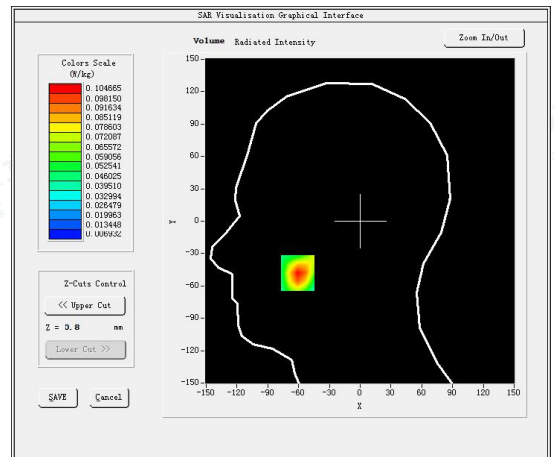 SAR Visualisation Graphical Interface
Volume Radiated Intensity
Zoom In/Out
Colors Scale
(W/kg)
0.104665
0.098150
0.091634
0.085119
0.078603
0.072087
0.065572
0.059056
0.052541
0.046025
0.039510
0.032994
0.026479
0.019963
0.013448
0.006932
Z-Cuts Control
<< Upper Cut
Z = 0.8 mm
Lower Cut >>
SAVE Cancel
150
120
90
60
30
0
-30
-60
-90
-120
-150
Y
-150 -120 -90 -60 -30 0 30 60 90 120 150
X